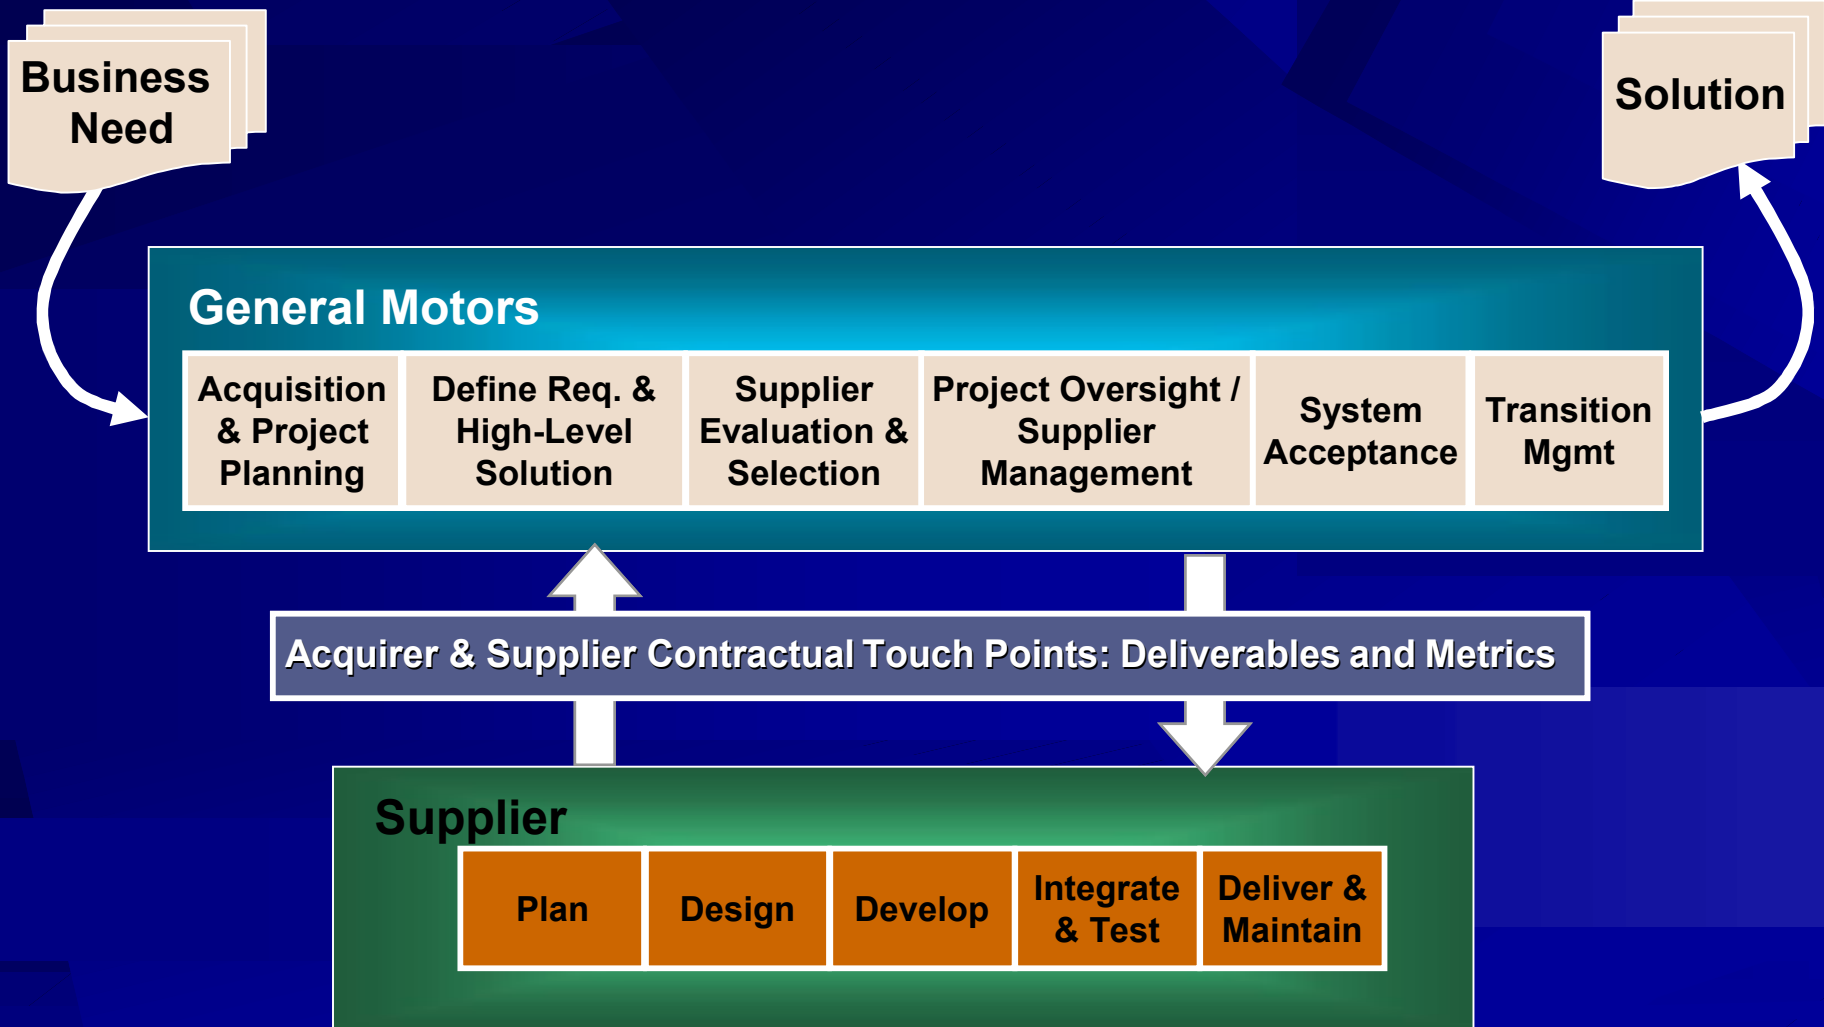 Business
Need
Solution
General Motors
Acquisition
& Project
Planning
Define Req. &
High-Level
Solution
Supplier
Evaluation &
Selection
Project Oversight /
Supplier
Management
System
Acceptance
Transition
Mgmt
Acquirer & Supplier Contractual Touch Points: Deliverables and Metrics
Supplier
Plan
Design
Develop
Integrate
& Test
Deliver &
Maintain